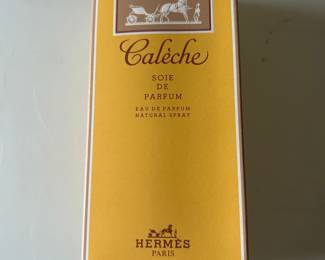 Calèche
SOIE
DE
PARFUM
EAU DE PARFUM
NATURAL SPRAY
HERMÈS
PARIS